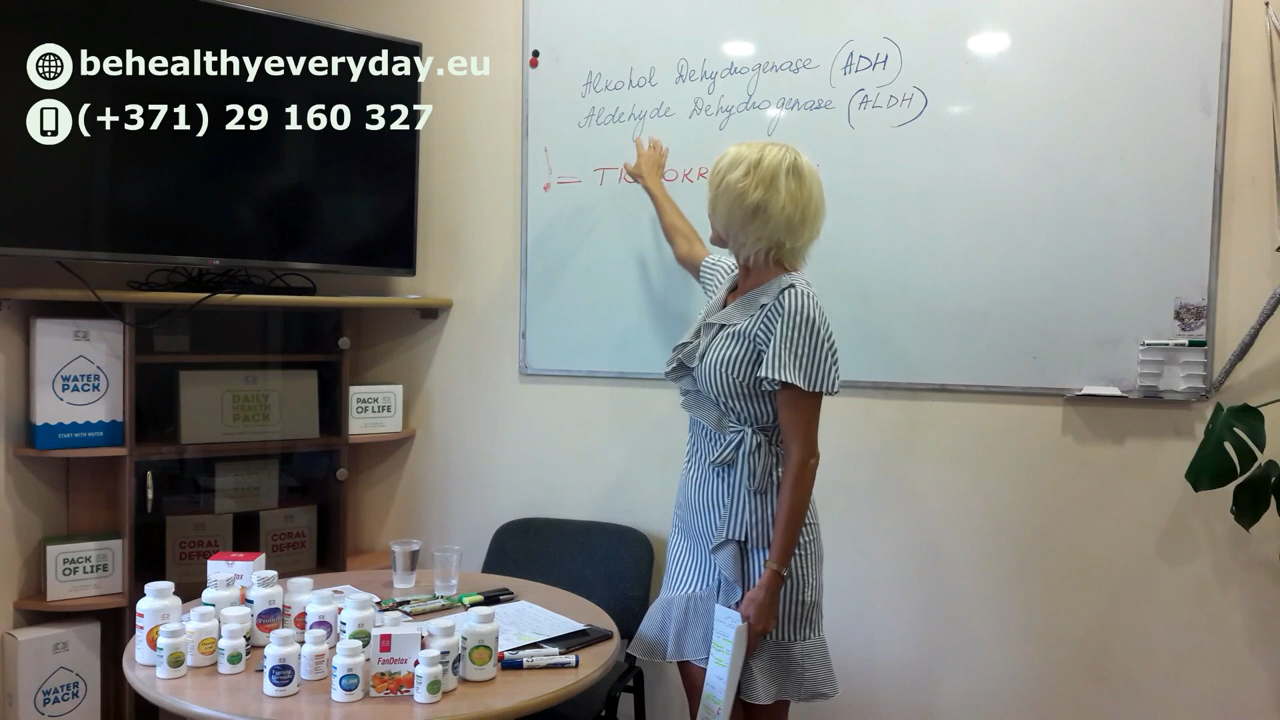 behealthyeveryday.eu
(+371) 29 160 327
Alkohol Dehydrogenase (ADH)
Aldehyde Dehydrogenase (ALDH)
! =
WATER
PACK
START WITH WATER
DAILY
HEALTH
PACK
PACK
OF LIFE
CORAL
DETOX
CORAL
DETOX
PACK
OF LIFE
WATER
PACK
FanDetox